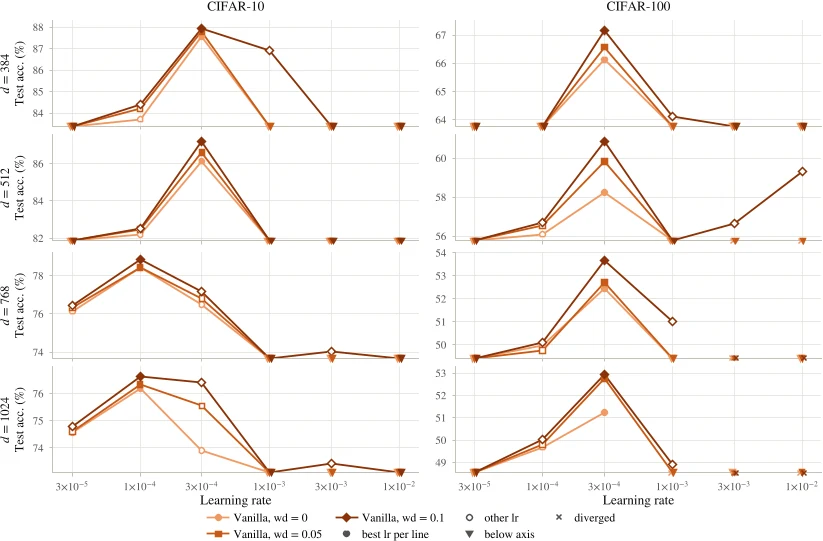 CIFAR-10
CIFAR-100
d = 384
Test acc. (%)
88
87
86
85
84
67
66
65
64
d = 512
Test acc. (%)
86
84
82
60
58
56
d = 768
Test acc. (%)
78
76
74
54
53
52
51
50
d = 1024
Test acc. (%)
76
75
74
53
52
51
50
49
3×10⁻⁵ 1×10⁻⁴ 3×10⁻⁴ 1×10⁻³ 3×10⁻³ 1×10⁻²
3×10⁻⁵ 1×10⁻⁴ 3×10⁻⁴ 1×10⁻³ 3×10⁻³ 1×10⁻²
Learning rate
Learning rate
Vanilla, wd = 0 Vanilla, wd = 0.1 other lr diverged
Vanilla, wd = 0.05 best lr per line below axis